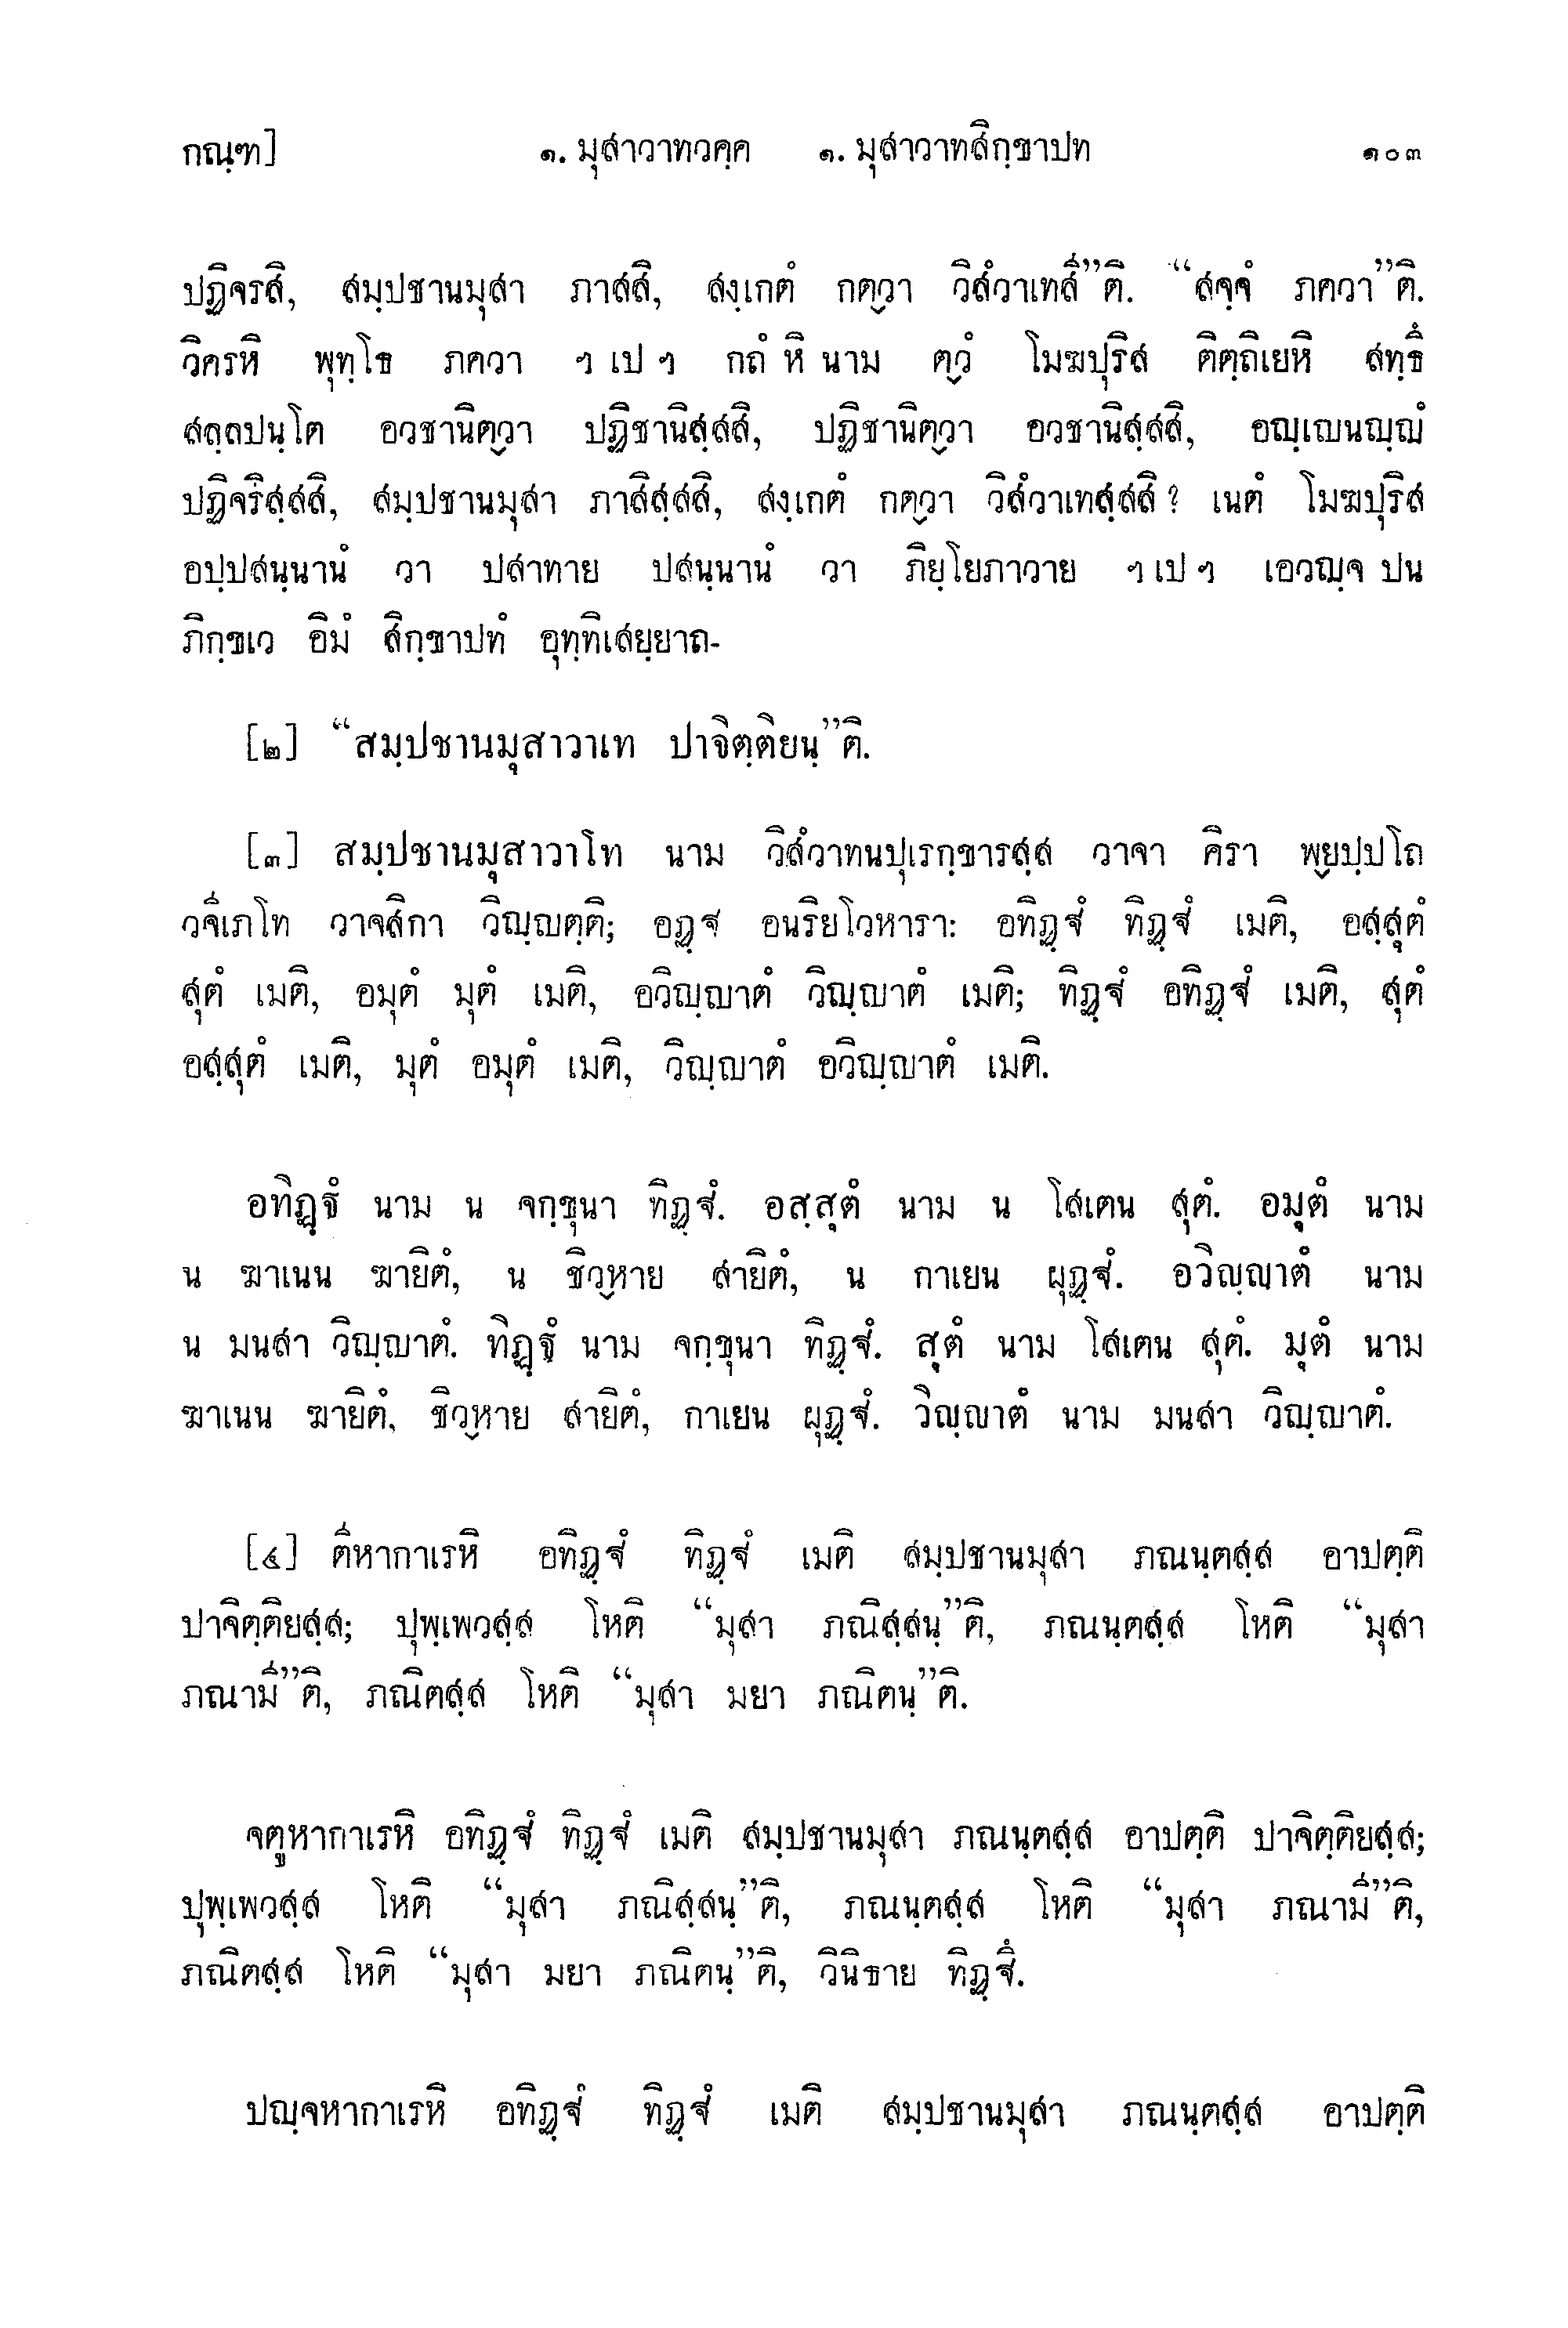 กณฺฑ] ๑. มุสาวาทวคฺค ๑. มุสาวาทสิกฺขาปท ๑๐๓
ปฏิจรสิ, สมฺปชานมุสา ภาสสิ, สงฺเกตํ กตฺวา วิสํวาเทสี”ติ. “สจฺจํ ภควา”ติ.
วิครหิ พุทฺโธ ภควา ฯ เป ฯ กถํ หิ นาม ตฺวํ โมฆปุริส ติตฺถิเยหิ สทฺธึ
สลฺลปนฺโต อวชานิตฺวา ปฏิชานิสฺสสิ, ปฏิชานิตฺวา อวชานิสฺสสิ, อญฺเญนญฺญํ
ปฏิจริสฺสสิ, สมฺปชานมุสา ภาสิสฺสสิ, สงฺเกตํ กตฺวา วิสํวาเทสฺสสิ? เนตํ โมฆปุริส
อปฺปสนฺนานํ วา ปสาทาย ปสนฺนานํ วา ภิยฺโยภาวาย ฯ เป ฯ เอวญฺจ ปน
ภิกฺขเว อิมํ สิกฺขาปทํ อุทฺทิเสยฺยาถ-
[๒] “สมฺปชานมุสาวาเท ปาจิตฺติยนฺ”ติ.
[๓] สมฺปชานมุสาวาโท นาม วิสํวาทนปุเรกฺขารสฺส วาจา คิรา พฺยปฺปโถ
วจีเภโท วาจสิกา วิญฺญตฺติ; อฏฺฐ อนริยโวหารา: อทิฏฺฐํ ทิฏฺฐํ เมติ, อสฺสุตํ
สุตํ เมติ, อมุตํ มุตํ เมติ, อวิญฺญาตํ วิญฺญาตํ เมติ; ทิฏฺฐํ อทิฏฺฐํ เมติ, สุตํ
อสฺสุตํ เมติ, มุตํ อมุตํ เมติ, วิญฺญาตํ อวิญฺญาตํ เมติ.
อทิฏฺฐํ นาม น จกฺขุนา ทิฏฺฐํ. อสฺสุตํ นาม น โสเตน สุตํ. อมุตํ นาม
น ฆาเนน ฆายิตํ, น ชิวฺหาย สายิตํ, น กาเยน ผุฏฺฐํ. อวิญฺญาตํ นาม
น มนสา วิญฺญาตํ. ทิฏฺฐํ นาม จกฺขุนา ทิฏฺฐํ. สุตํ นาม โสเตน สุตํ. มุตํ นาม
ฆาเนน ฆายิตํ, ชิวฺหาย สายิตํ, กาเยน ผุฏฺฐํ. วิญฺญาตํ นาม มนสา วิญฺญาตํ.
[๔] ตีหากาเรหิ อทิฏฺฐํ ทิฏฺฐํ เมติ สมฺปชานมุสา ภณนฺตสฺส อาปตฺติ
ปาจิตฺติยสฺส; ปุพฺเพวสฺส โหติ “มุสา ภณิสฺสนฺ”ติ, ภณนฺตสฺส โหติ “มุสา
ภณามี”ติ, ภณิตสฺส โหติ “มุสา มยา ภณิตนฺ”ติ.
จตูหากาเรหิ อทิฏฺฐํ ทิฏฺฐํ เมติ สมฺปชานมุสา ภณนฺตสฺส อาปตฺติ ปาจิตฺติยสฺส;
ปุพฺเพวสฺส โหติ “มุสา ภณิสฺสนฺ”ติ, ภณนฺตสฺส โหติ “มุสา ภณามี”ติ,
ภณิตสฺส โหติ “มุสา มยา ภณิตนฺ”ติ, วินิธาย ทิฏฺฐึ.
ปญฺจหากาเรหิ อทิฏฺฐํ ทิฏฺฐํ เมติ สมฺปชานมุสา ภณนฺตสฺส อาปตฺติ